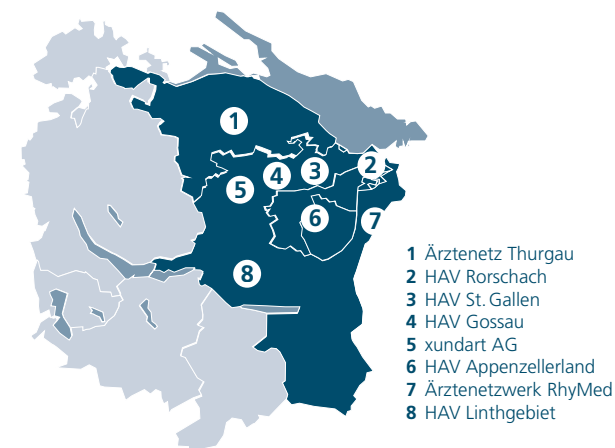 1
2
3
4
5
6
7
8
1 Ärztenetz Thurgau
2 HAV Rorschach
3 HAV St. Gallen
4 HAV Gossau
5 xundart AG
6 HAV Appenzellerland
7 Ärztenetzwerk RhyMed
8 HAV Linthgebiet